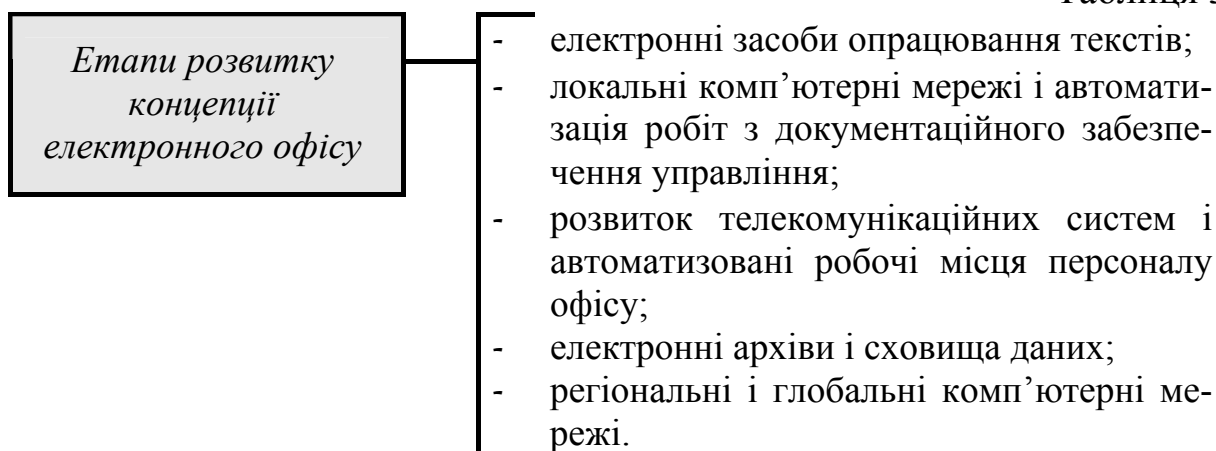 Етапи розвитку
концепції
електронного офісу
- електронні засоби опрацювання текстів;
- локальні комп’ютерні мережі і автомати-
зація робіт з документаційного забезпе-
чення управління;
- розвиток телекомунікаційних систем і
автоматизовані робочі місця персоналу
офісу;
- електронні архіви і сховища даних;
- регіональні і глобальні комп’ютерні ме-
режі.